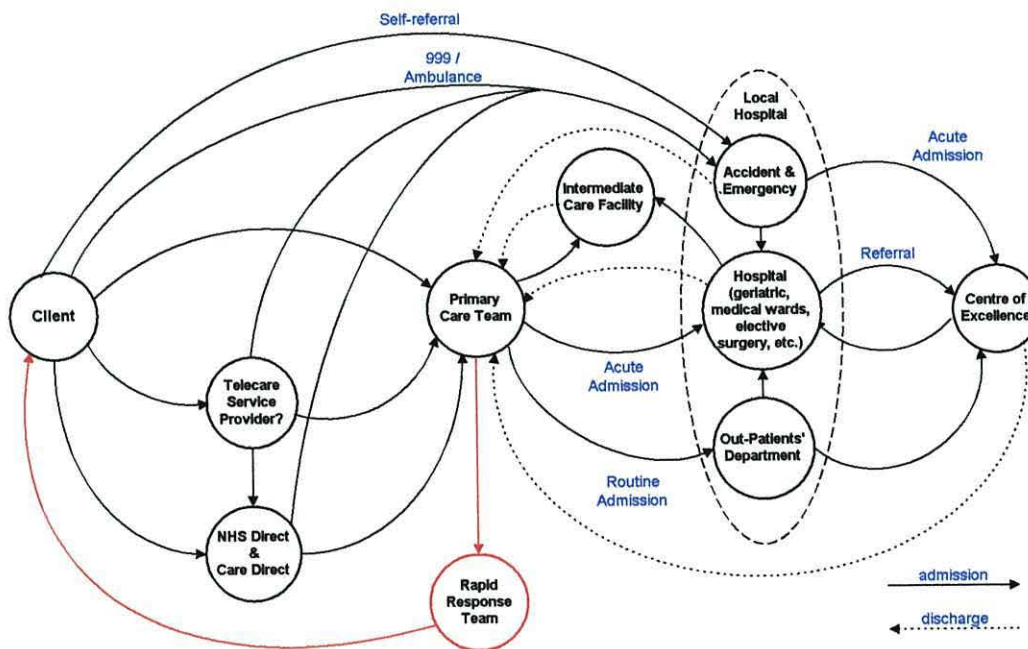 Self-referral
999 /
Ambulance
Local
Hospital
Acute
Admission
Accident &
Emergency
Intermediate
Care Facility
Referral
Client
Primary
Care Team
Hospital
(geriatric,
medical wards,
elective
surgery, etc.)
Centre of
Excellence
Acute
Admission
Telecare
Service
Provider?
Out-Patients'
Department
Routine
Admission
NHS Direct
&
Care Direct
Rapid
Response
Team
admission
discharge